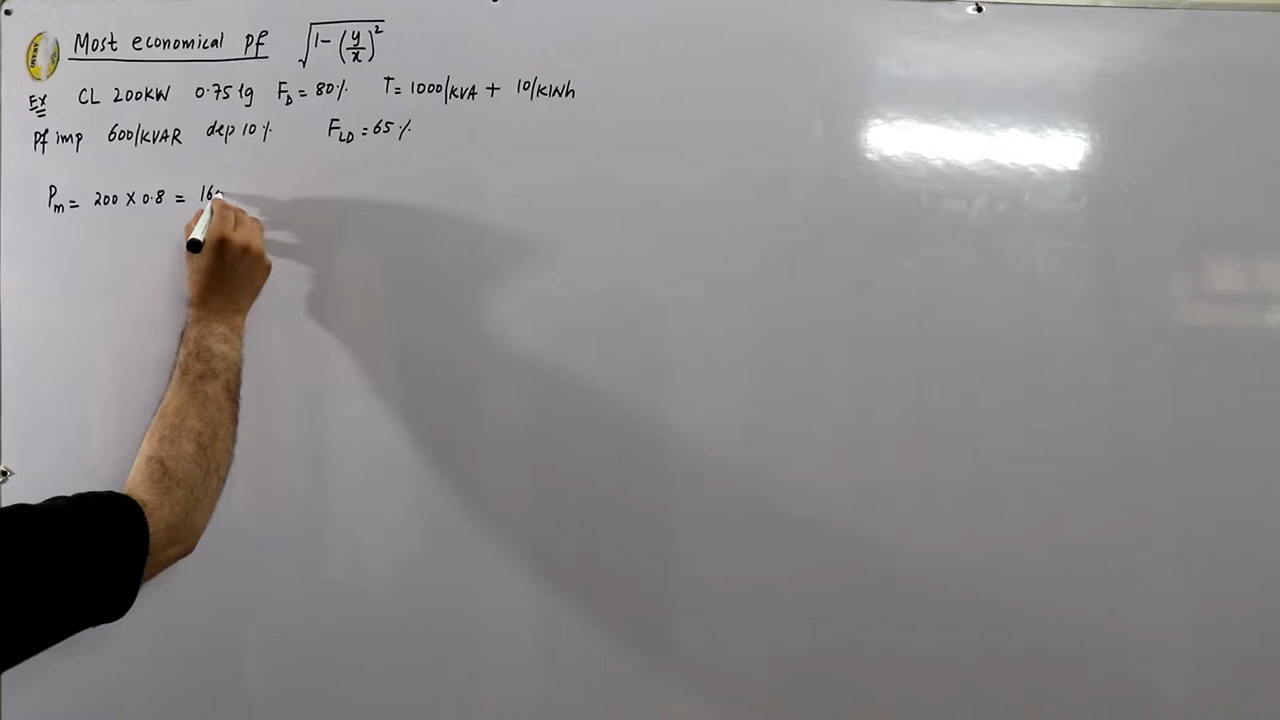 Most economical pf √1-(y/x)²
Ex CL 200KW 0.75 lg F_D = 80% T = 1000/KVA + 10/KWh
Pf imp 600/KVAR dep 10% F_LD = 65%
P_m = 200 X 0.8 = 16
AWANI